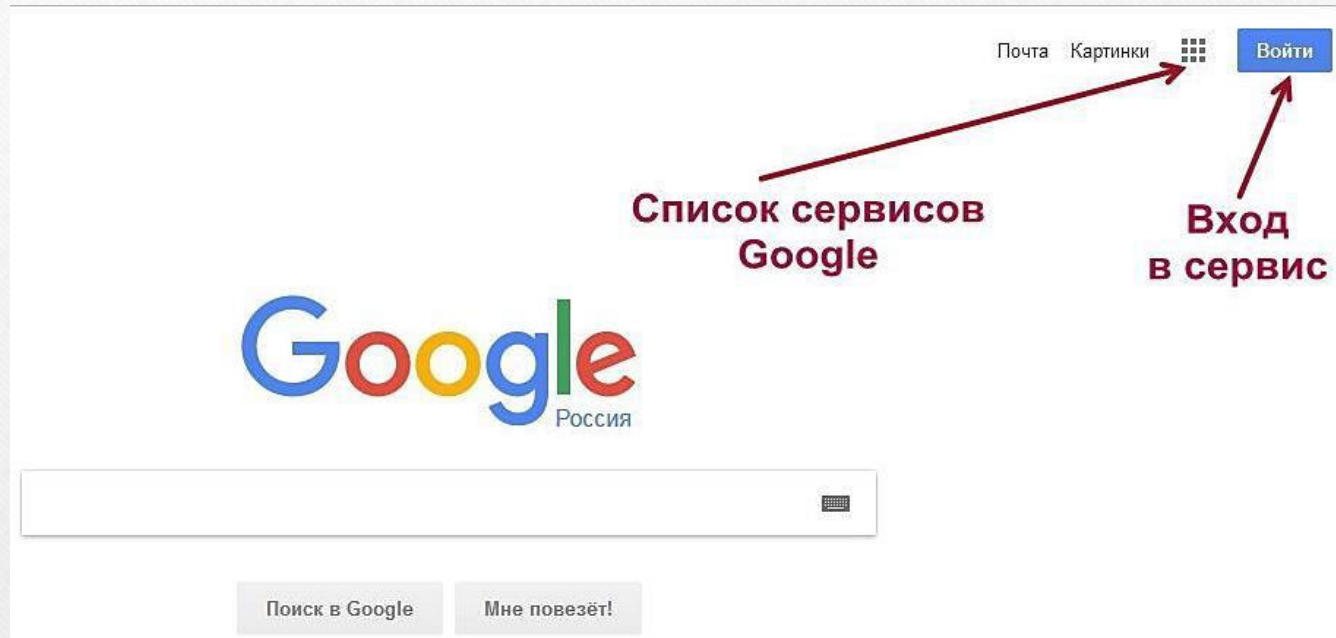 Почта Картинки Войти
Список сервисов
Google
Вход
в сервис
Google
Россия
Поиск в Google Мне повезёт!